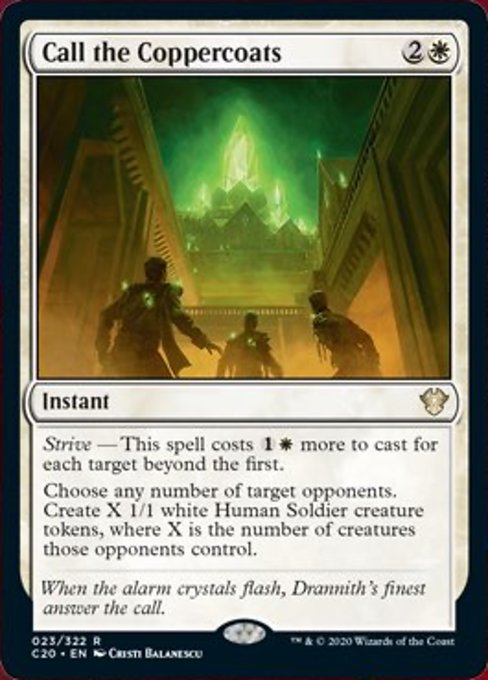 Call the Coppercoats 2
Instant
Strive — This spell costs 1 more to cast for
each target beyond the first.
Choose any number of target opponents.
Create X 1/1 white Human Soldier creature
tokens, where X is the number of creatures
those opponents control.
When the alarm crystals flash, Drannith's finest
answer the call.
023/322 R
C20 • EN Cristi Balanescu
™ & © 2020 Wizards of the Coast